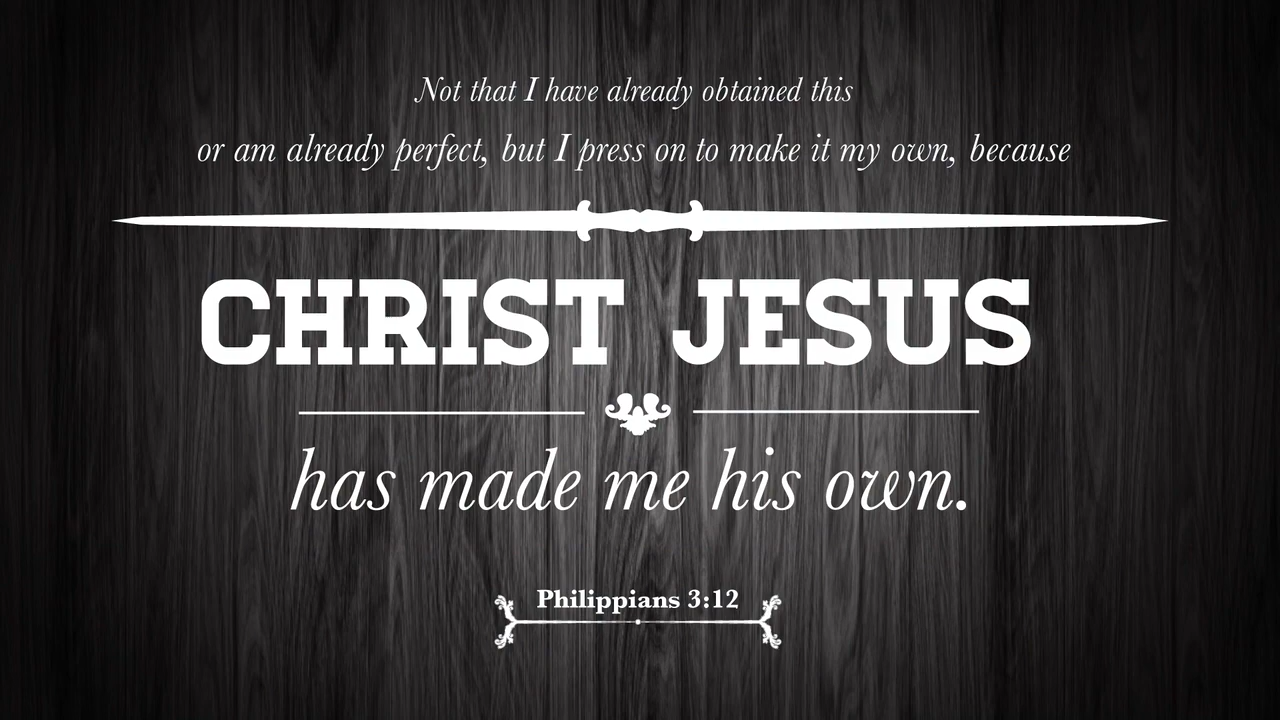 Not that I have already obtained this
or am already perfect, but I press on to make it my own, because
CHRIST JESUS
has made me his own.
Philippians 3:12